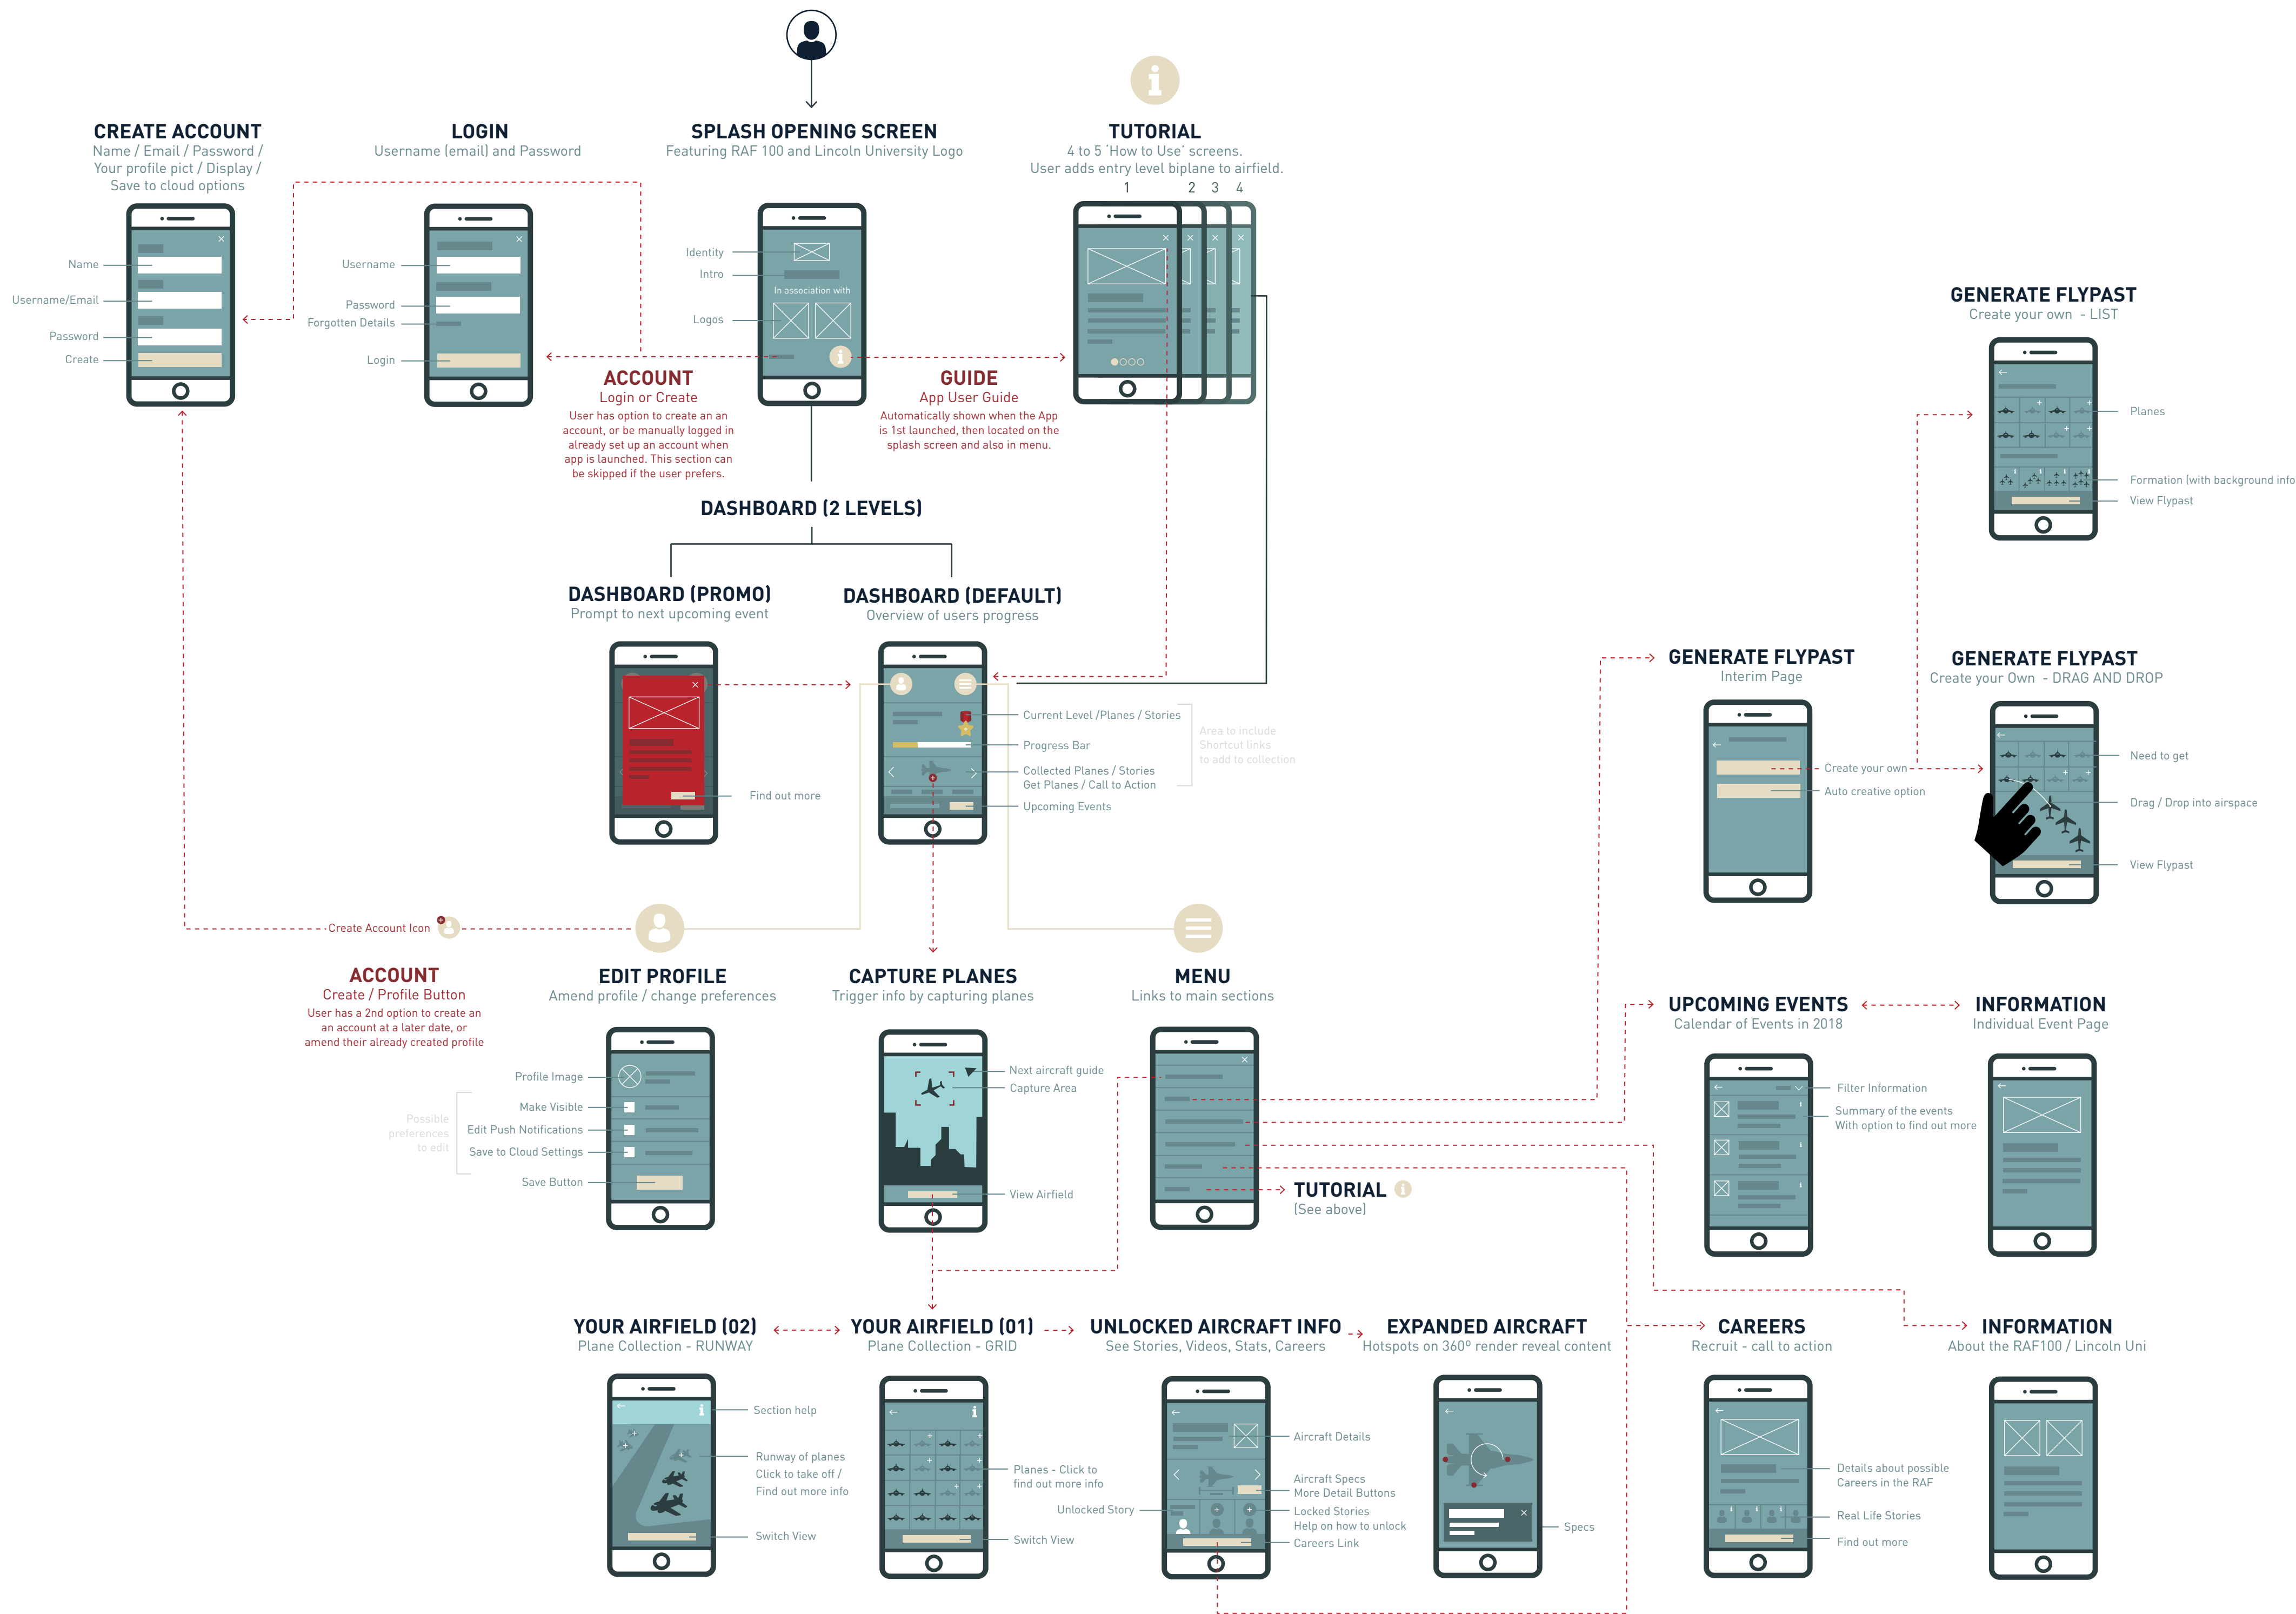 CREATE ACCOUNT
Name / Email / Password /
Your profile pict / Display /
Save to cloud options
Name
Username/Email
Password
Create
LOGIN
Username (email) and Password
Username
Password
Forgotten Details
Login
SPLASH OPENING SCREEN
Featuring RAF 100 and Lincoln University Logo
Identity
Intro
In association with
Logos
i
TUTORIAL
4 to 5 'How to Use' screens.
User adds entry level biplane to airfield.
1 2 3 4
ACCOUNT
Login or Create
User has option to create an an
account, or be manually logged in
already set up an account when
app is launched. This section can
be skipped if the user prefers.
GUIDE
App User Guide
Automatically shown when the App
is 1st launched, then located on the
splash screen and also in menu.
DASHBOARD (2 LEVELS)
DASHBOARD (PROMO)
Prompt to next upcoming event
Find out more
DASHBOARD (DEFAULT)
Overview of users progress
Current Level /Planes / Stories
Progress Bar
Collected Planes / Stories
Get Planes / Call to Action
Upcoming Events
Area to include
Shortcut links
to add to collection
GENERATE FLYPAST
Create your own - LIST
Planes
Formation (with background info
View Flypast
GENERATE FLYPAST
Interim Page
Create your own
Auto creative option
GENERATE FLYPAST
Create your Own - DRAG AND DROP
Need to get
Drag / Drop into airspace
View Flypast
Create Account Icon
ACCOUNT
Create / Profile Button
User has a 2nd option to create an
an account at a later date, or
amend their already created profile
EDIT PROFILE
Amend profile / change preferences
Profile Image
Make Visible
Edit Push Notifications
Save to Cloud Settings
Save Button
Possible
preferences
to edit
CAPTURE PLANES
Trigger info by capturing planes
Next aircraft guide
Capture Area
View Airfield
MENU
Links to main sections
TUTORIAL i
(See above)
UPCOMING EVENTS
Calendar of Events in 2018
Filter Information
Summary of the events
With option to find out more
INFORMATION
Individual Event Page
YOUR AIRFIELD (02)
Plane Collection - RUNWAY
Section help
Runway of planes
Click to take off /
Find out more info
Switch View
YOUR AIRFIELD (01)
Plane Collection - GRID
Planes - Click to
find out more info
Switch View
UNLOCKED AIRCRAFT INFO
See Stories, Videos, Stats, Careers
Aircraft Details
Aircraft Specs
More Detail Buttons
Unlocked Story
Locked Stories
Help on how to unlock
Careers Link
EXPANDED AIRCRAFT
Hotspots on 360º render reveal content
Specs
CAREERS
Recruit - call to action
Details about possible
Careers in the RAF
Real Life Stories
Find out more
INFORMATION
About the RAF100 / Lincoln Uni